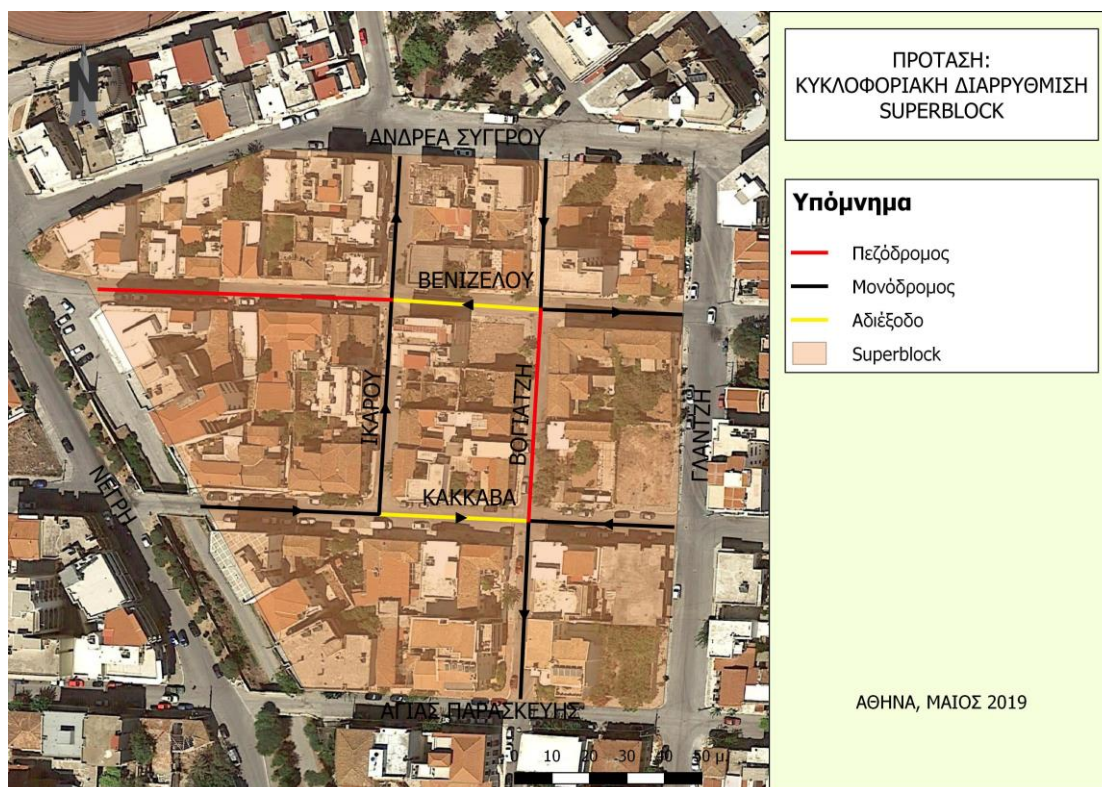 N
S
ΑΝΔΡΕΑ ΣΥΓΓΡΟΥ
ΒΕΝΙΖΕΛΟΥ
ΙΚΑΡΟΥ
ΒΟΓΙΑΤΖΗ
ΓΛΑΝΤΖΗ
ΝΕΓΡΗ
ΚΑΚΚΑΒΑ
ΑΓΙΑΣ ΠΑΡΑΣΚΕΥΗΣ
0 10 20 30 40 50 μ.
ΠΡΟΤΑΣΗ:
ΚΥΚΛΟΦΟΡΙΑΚΗ ΔΙΑΡΡΥΘΜΙΣΗ
SUPERBLOCK
Υπόμνημα
Πεζόδρομος
Μονόδρομος
Αδιέξοδο
Superblock
ΑΘΗΝΑ, ΜΑΙΟΣ 2019